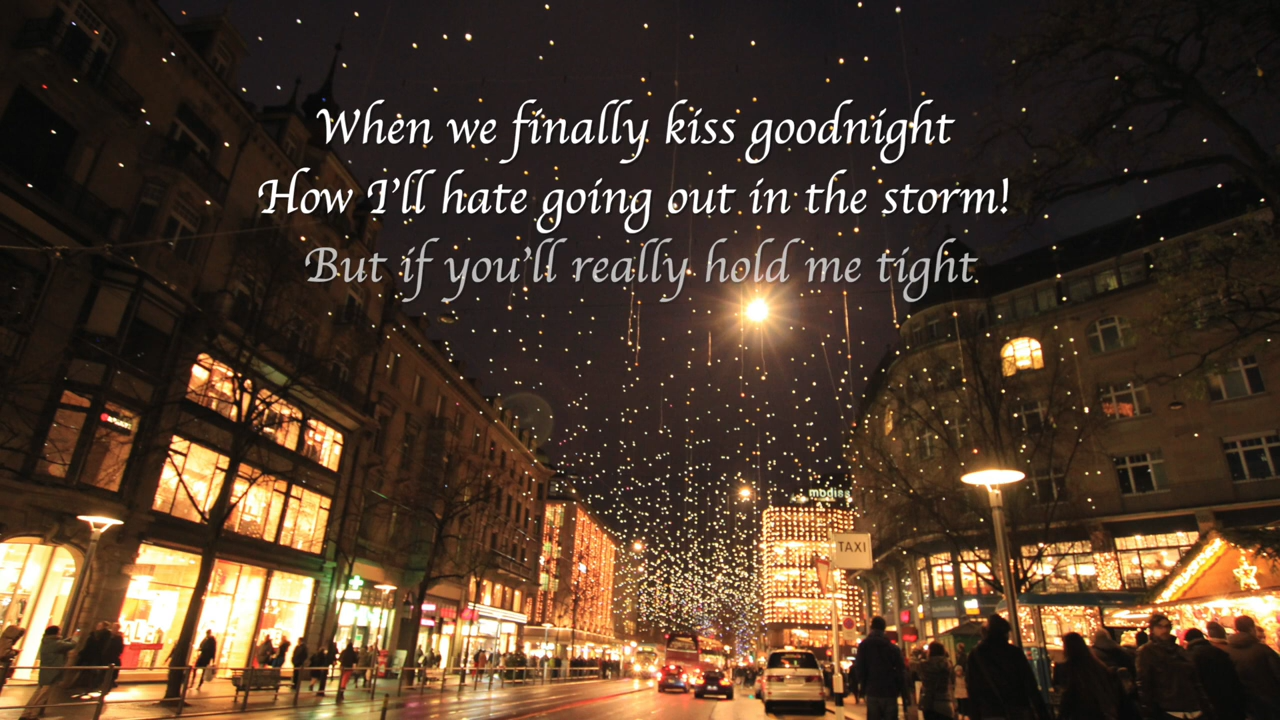 When we finally kiss goodnight
How I'll hate going out in the storm!
But if you'll really hold me tight
modissa
TAXI